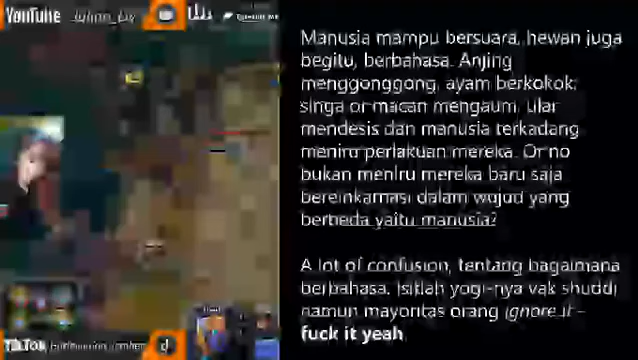 YouTube
Manusia mampu bersuara, hewan juga
begitu, berbahasa. Anjing
menggonggong, ayam berkokok,
singa or macan mengaum, ular
mendesis dan manusia terkadang
meniru perlakuan mereka. Or no
bukan meniru mereka baru saja
bereinkarnasi dalam wujud yang
berbeda yaitu manusia?
A lot of confusion, tentang bagaimana
berbahasa. Istilah yogi-nya vak shuddi
namun mayoritas orang ignore it -
fuck it yeah
TikTok